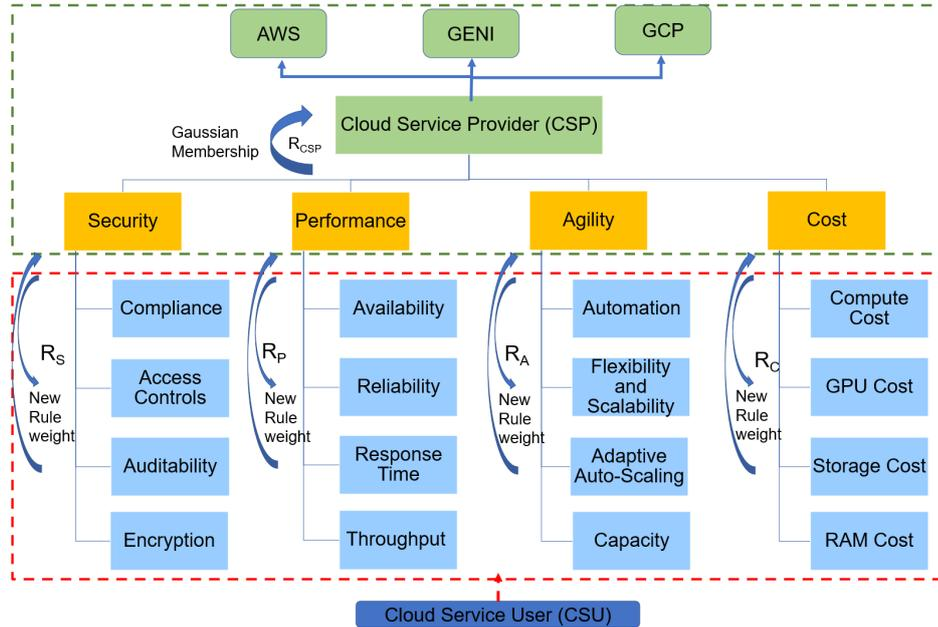 AWS
GENI
GCP
Cloud Service Provider (CSP)
Gaussian
Membership
RCSP
Security
Performance
Agility
Cost
Compliance
Access
Controls
Auditability
Encryption
RS
New
Rule
weight
Availability
Reliability
Response
Time
Throughput
RP
New
Rule
weight
Automation
Flexibility
and
Scalability
Adaptive
Auto-Scaling
Capacity
RA
New
Rule
weight
Compute
Cost
GPU Cost
Storage Cost
RAM Cost
RC
New
Rule
weight
Cloud Service User (CSU)